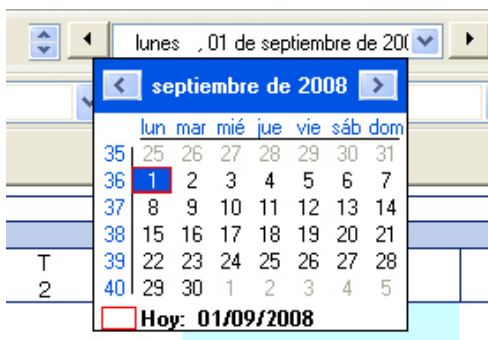 lunes , 01 de septiembre de 200
septiembre de 2008
lun mar mié jue vie sáb dom
35 25 26 27 28 29 30 31
36 1 2 3 4 5 6 7
37 8 9 10 11 12 13 14
38 15 16 17 18 19 20 21
T 39 22 23 24 25 26 27 28
2 40 29 30 1 2 3 4 5
Hoy: 01/09/2008